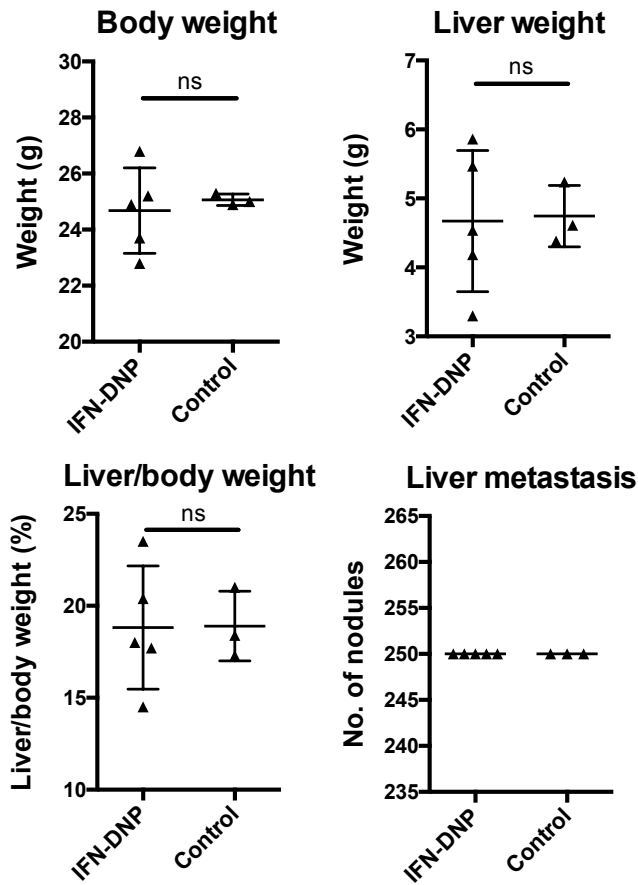 Body weight
Weight (g)
30
28
26
24
22
20
ns
IFN-DNP
Control
Liver weight
Weight (g)
7
6
5
4
3
ns
IFN-DNP
Control
Liver/body weight
Liver/body weight (%)
25
20
15
10
ns
IFN-DNP
Control
Liver metastasis
No. of nodules
265
260
255
250
245
240
235
IFN-DNP
Control